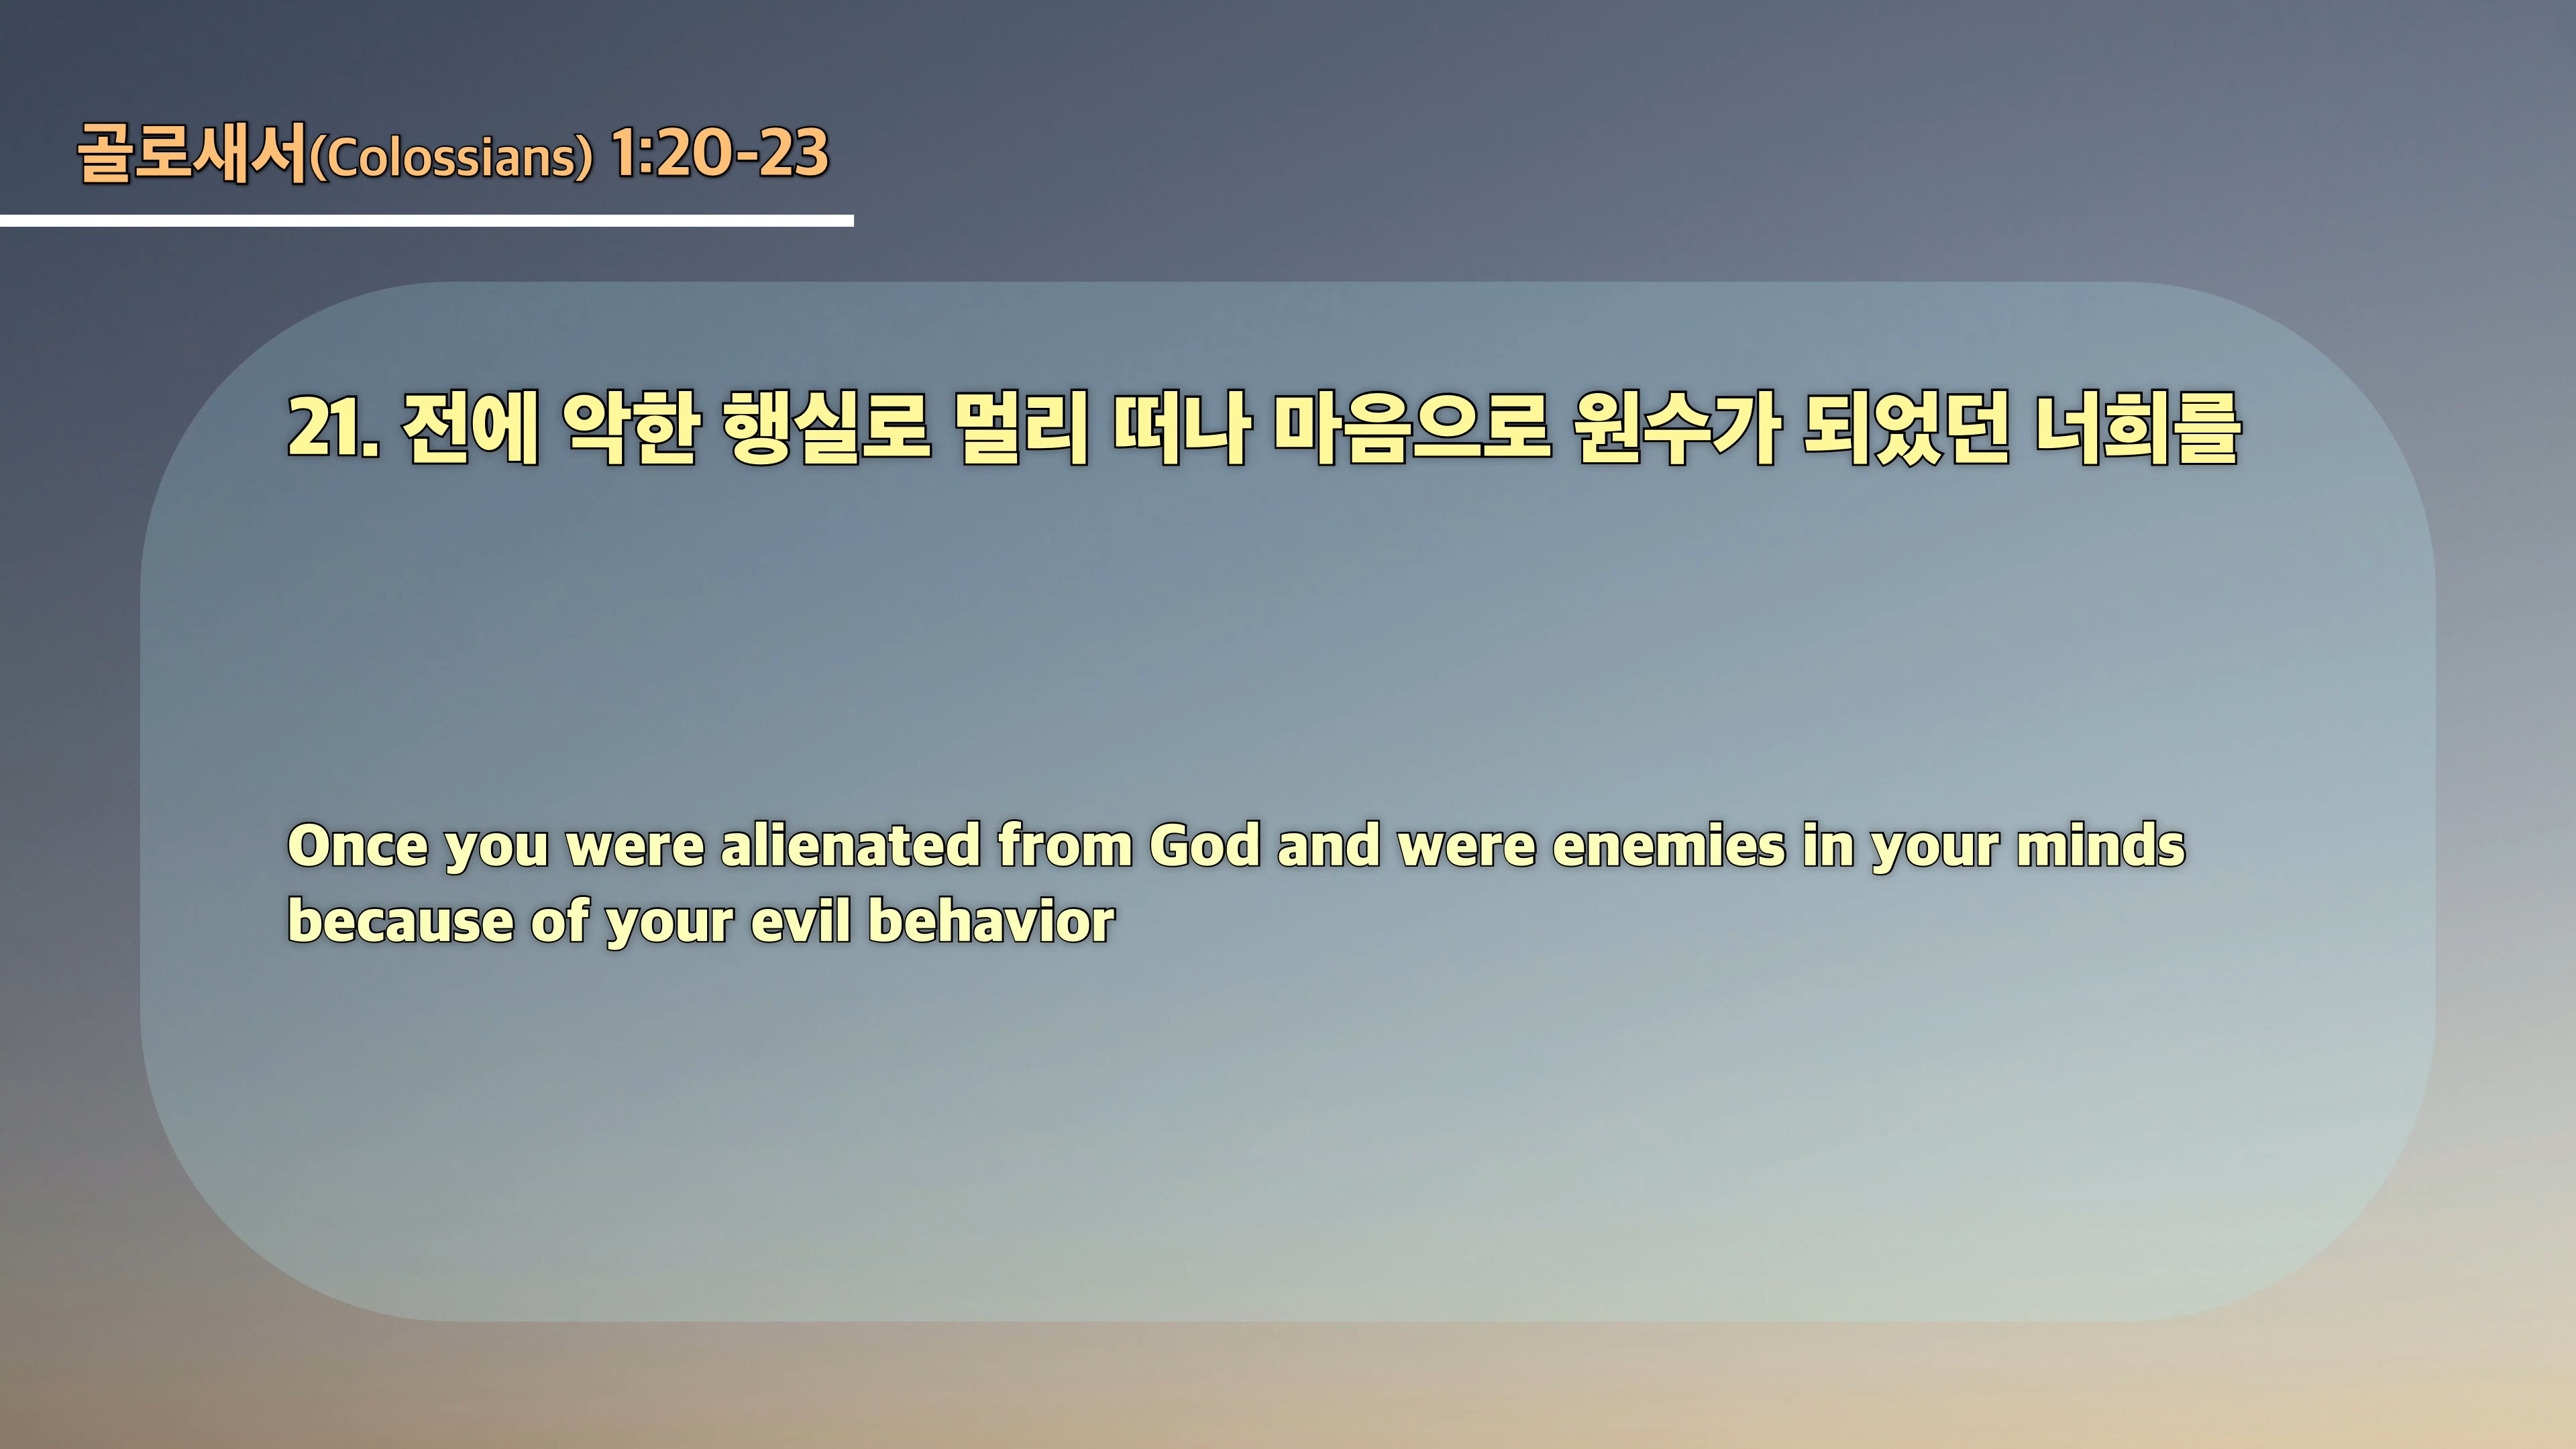 골로새서(Colossians) 1:20-23
21. 전에 악한 행실로 멀리 떠나 마음으로 원수가 되었던 너희를
Once you were alienated from God and were enemies in your minds
because of your evil behavior